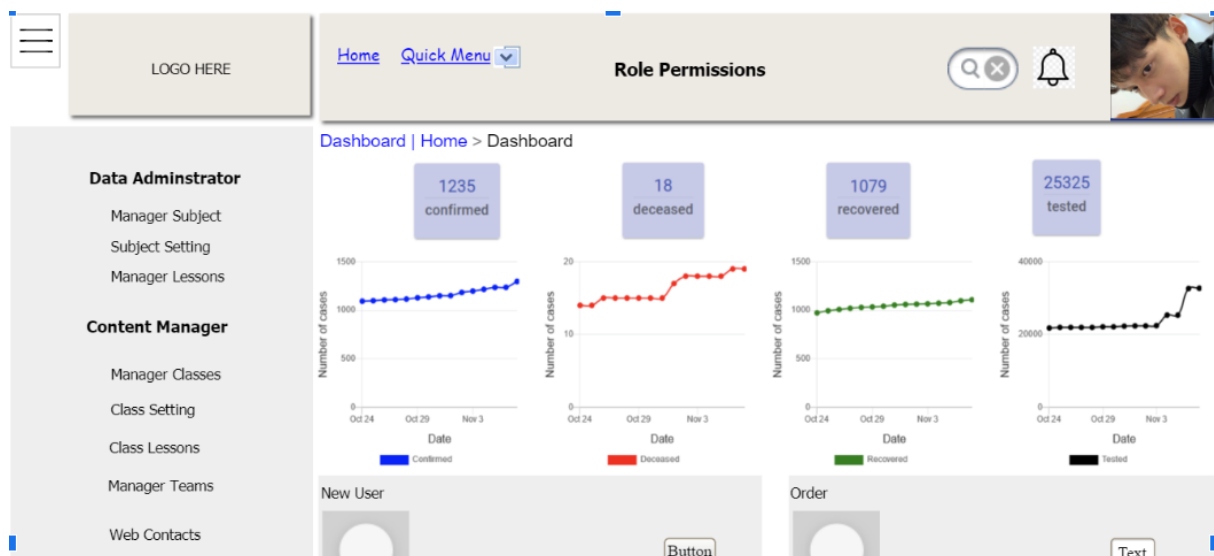 LOGO HERE
Home Quick Menu
Role Permissions
Dashboard | Home > Dashboard
Data Adminstrator
Manager Subject
Subject Setting
Manager Lessons
Content Manager
Manager Classes
Class Setting
Class Lessons
Manager Teams
Web Contacts
1235
confirmed
18
deceased
1079
recovered
25325
tested
1500
1000
500
0
Number of cases
Oct 24 Oct 29 Nov 3
Date
Confirmed
20
10
0
Number of cases
Oct 24 Oct 29 Nov 3
Date
Deceased
1500
1000
500
0
Number of cases
Oct 24 Oct 29 Nov 3
Date
Recovered
40000
20000
0
Number of cases
Oct 24 Oct 29 Nov 3
Date
Tested
New User
Button
Order
Text